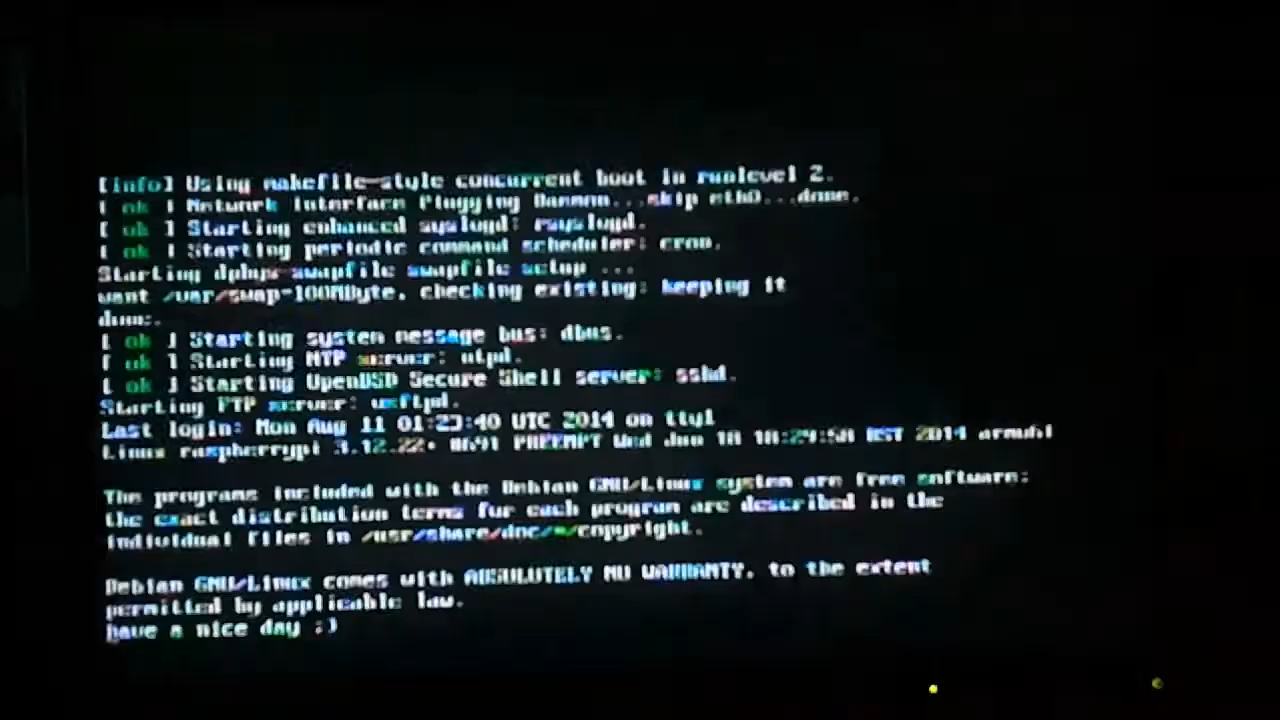 [info] Using makefile-style concurrent boot in runlevel 2.
[ ok ] Network Interface Plugging Daemon...skip eth0...done.
[ ok ] Starting enhanced syslogd: rsyslogd.
[ ok ] Starting periodic command scheduler: cron.
Starting dphys-swapfile swapfile setup ...
want /var/swap=100MByte, checking existing: keeping it
done.
[ ok ] Starting system message bus: dbus.
[ ok ] Starting NTP server: ntpd.
[ ok ] Starting OpenBSD Secure Shell server: sshd.
Starting FTP server: vsftpd.
Last login: Mon Aug 11 01:23:40 UTC 2014 on tty1
Linux raspberrypi 3.12.22+ #691 PREEMPT Wed Jun 18 18:29:58 BST 2014 armv6l
The programs included with the Debian GNU/Linux system are free software;
the exact distribution terms for each program are described in the
individual files in /usr/share/doc/*/copyright.
Debian GNU/Linux comes with ABSOLUTELY NO WARRANTY, to the extent
permitted by applicable law.
have a nice day ;)